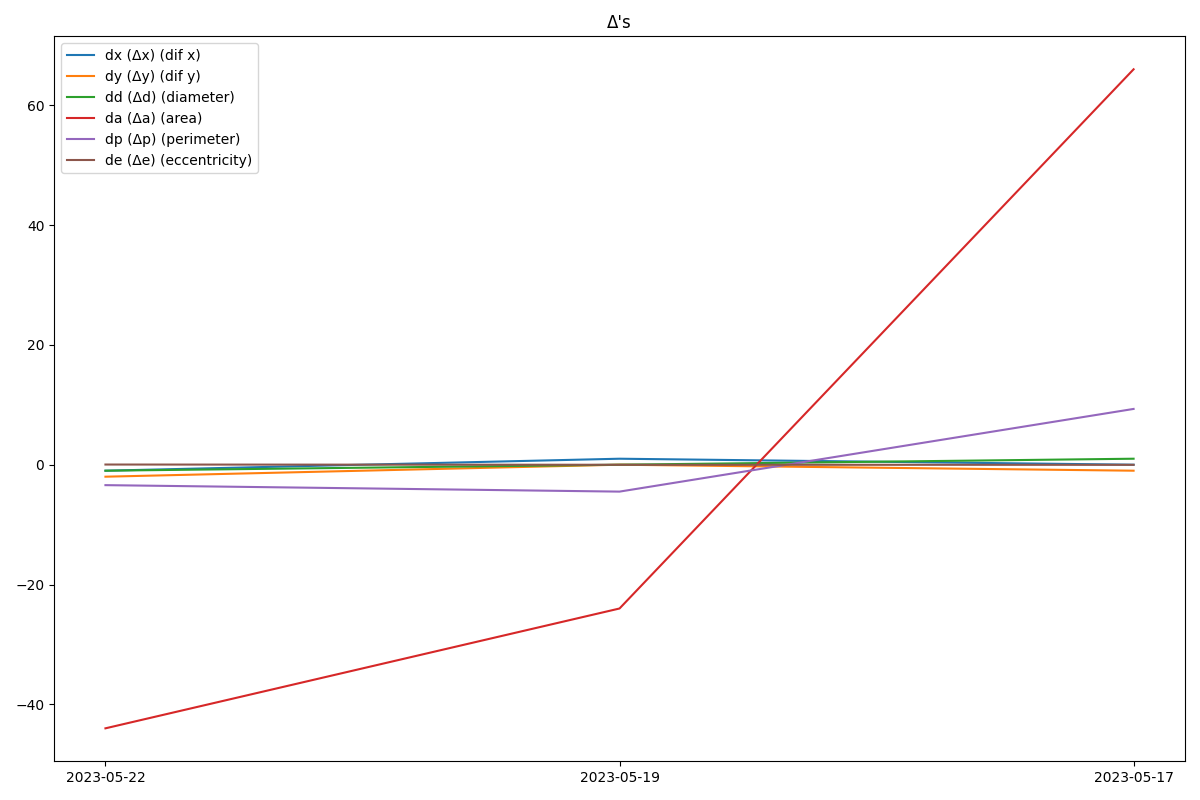 Δ's
dx (Δx) (dif x)
dy (Δy) (dif y)
dd (Δd) (diameter)
da (Δa) (area)
dp (Δp) (perimeter)
de (Δe) (eccentricity)
60
40
20
0
−20
−40
2023-05-22
2023-05-19
2023-05-17